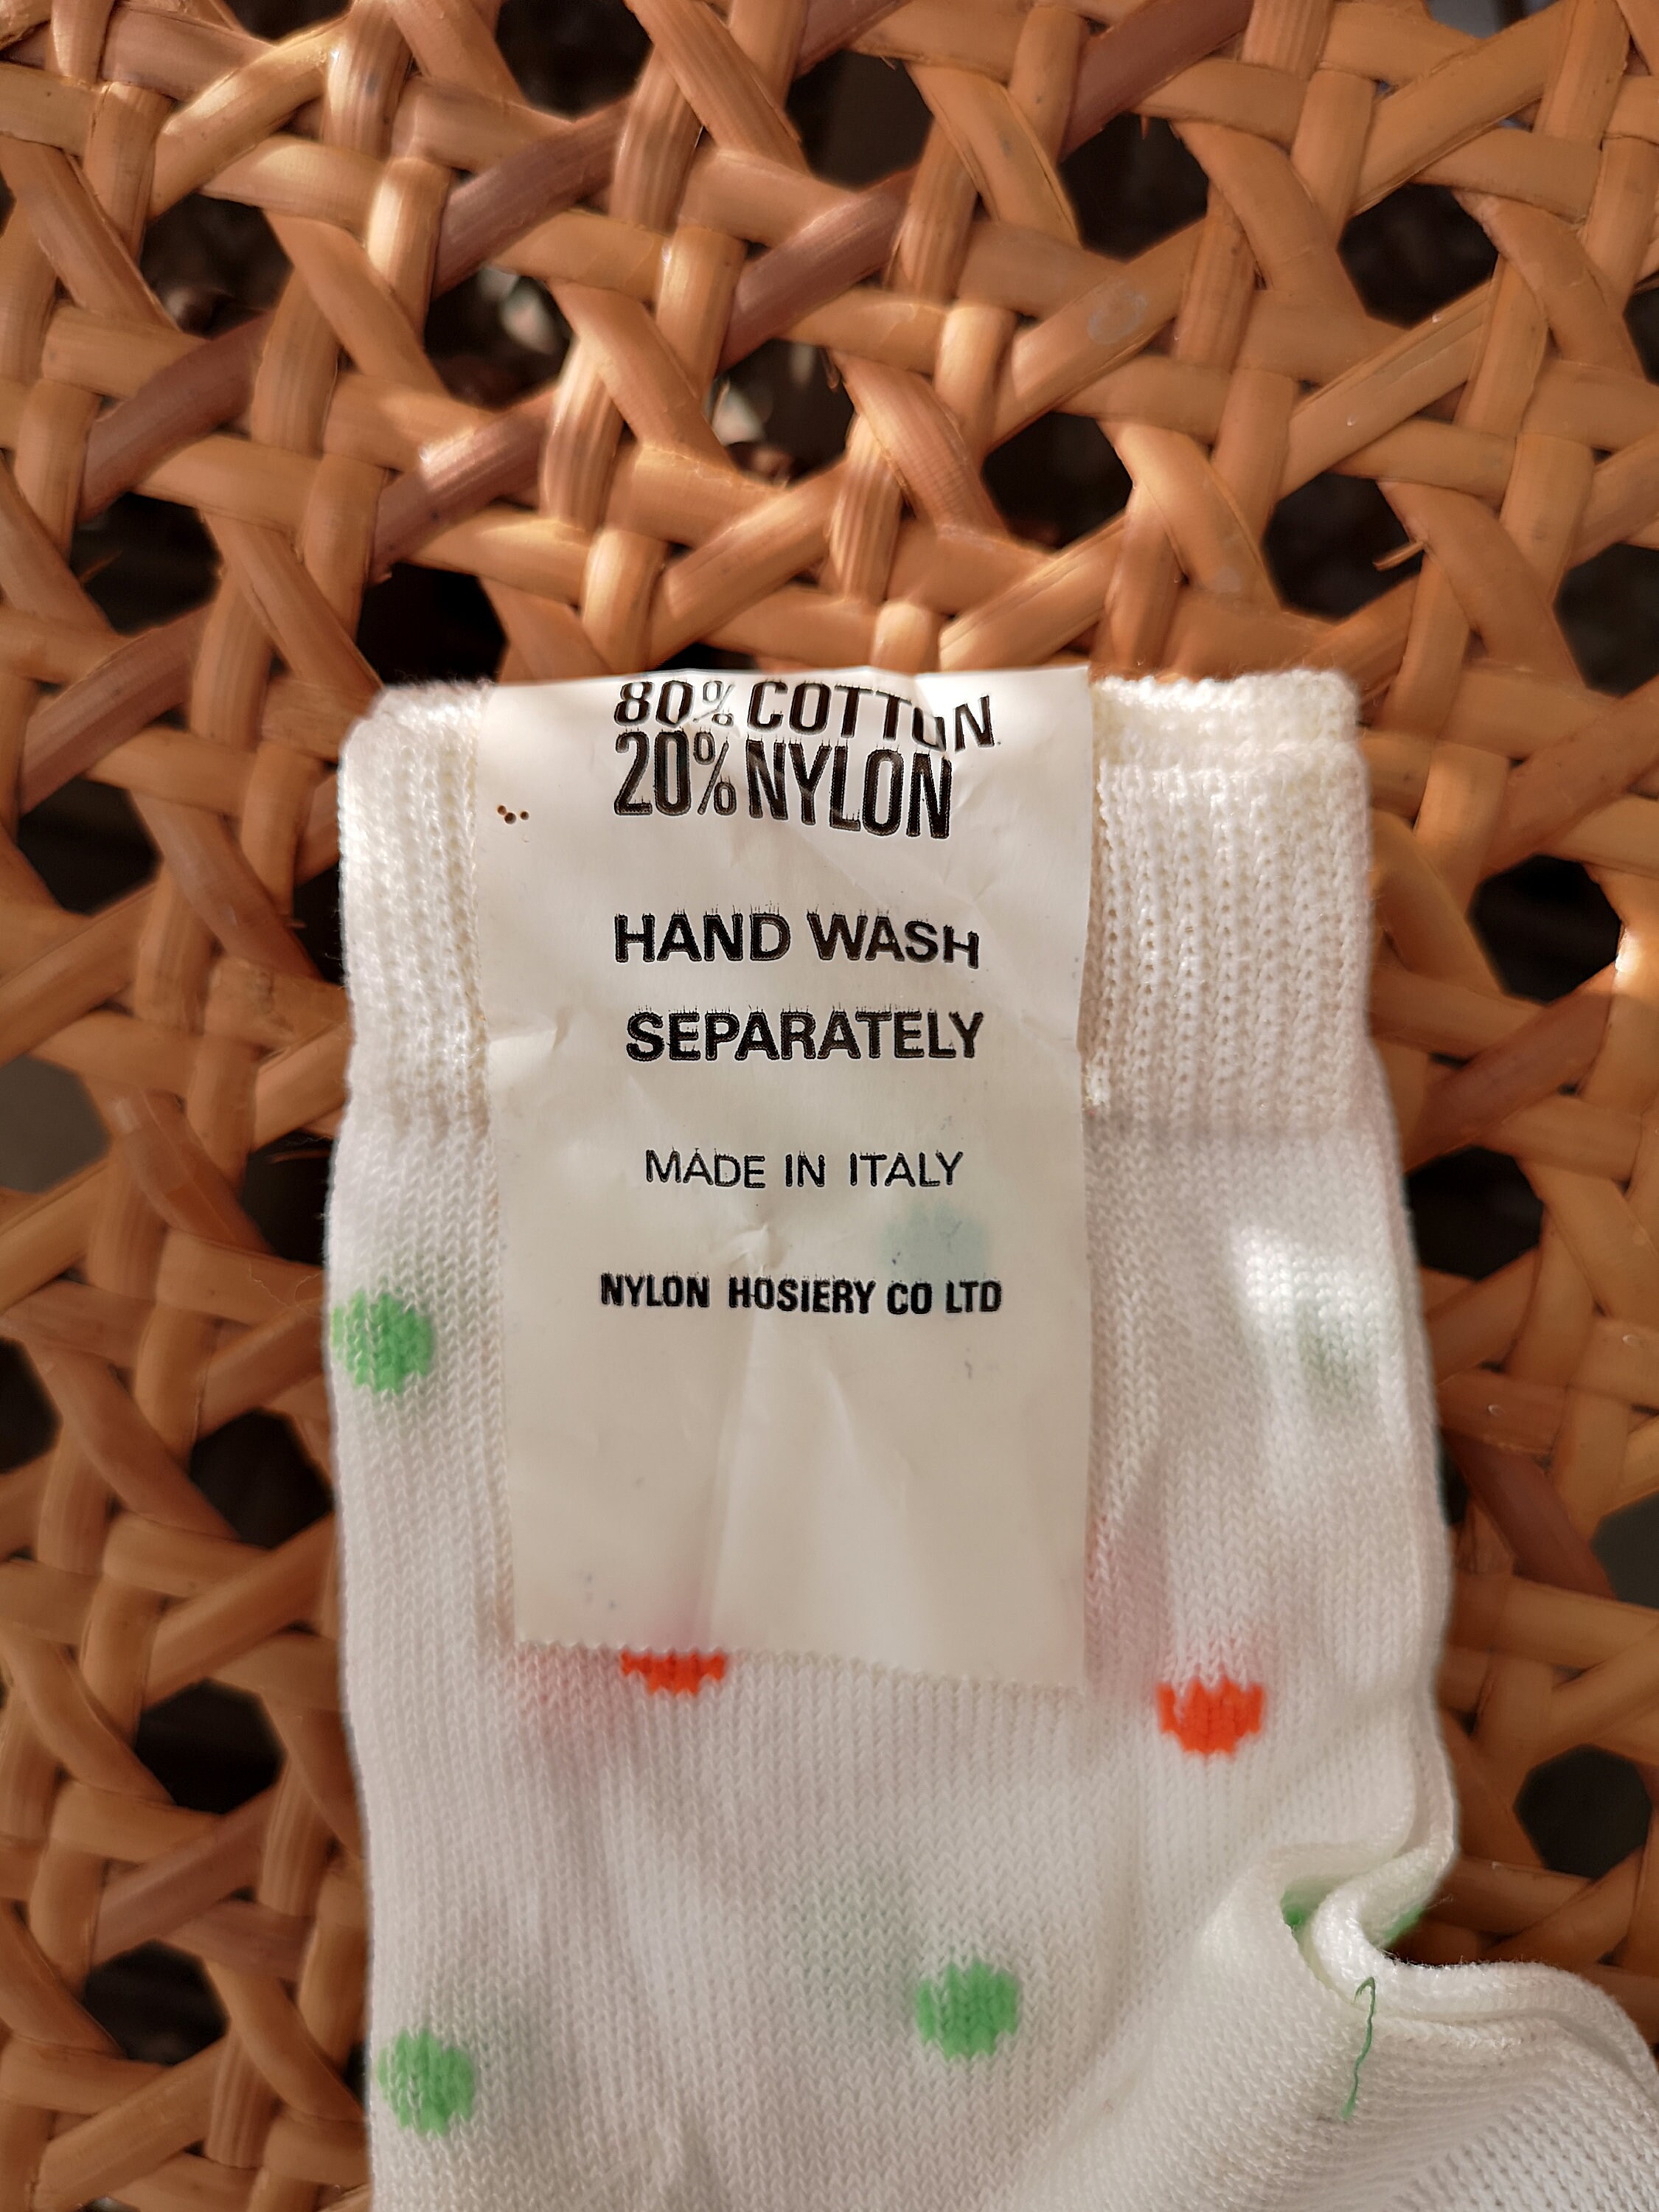 80% COTTON
20% NYLON
HAND WASH
SEPARATELY
MADE IN ITALY
NYLON HOSIERY CO LTD